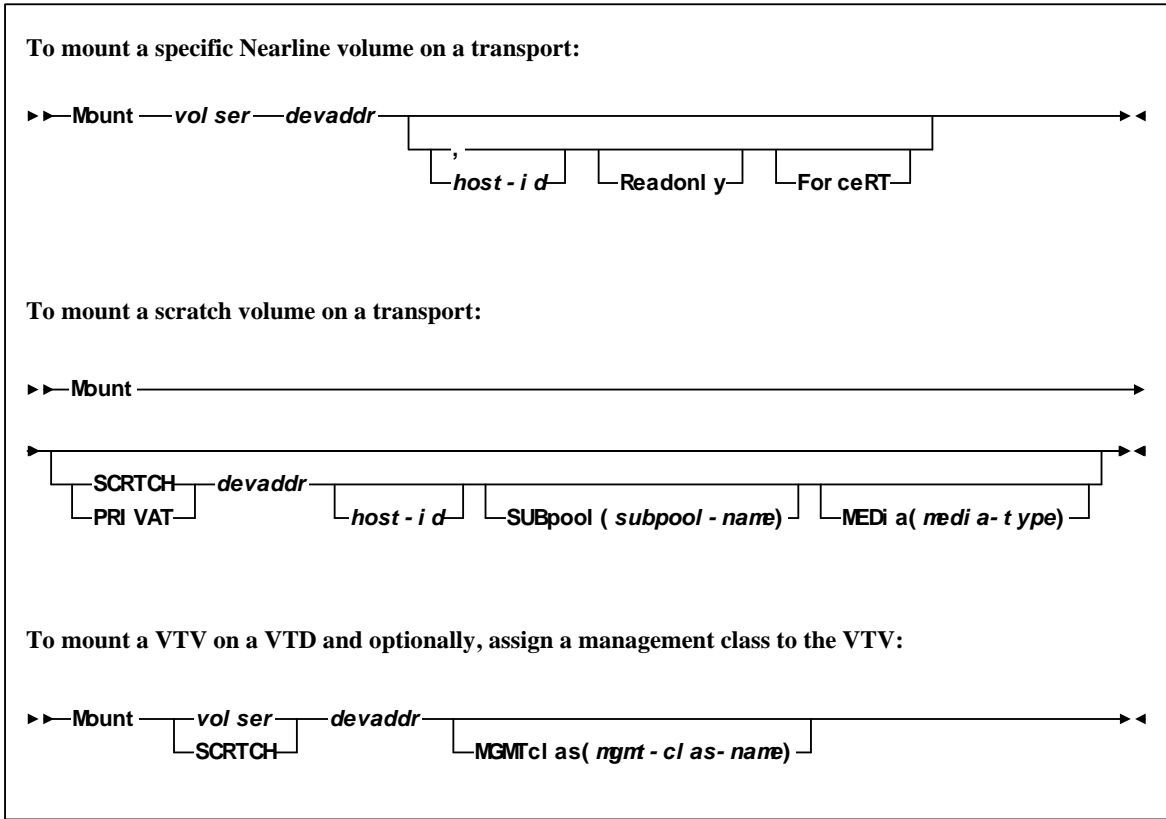 To mount a specific Nearline volume on a transport:
Mount volser devaddr
,
host-id Readonly ForceRT
To mount a scratch volume on a transport:
Mount
SCRTCH devaddr
PRIVAT host-id SUBpool(subpool-name) MEDia(media-type)
To mount a VTV on a VTD and optionally, assign a management class to the VTV:
Mount volser devaddr
SCRTCH MGMTclas(mgmt-clas-name)